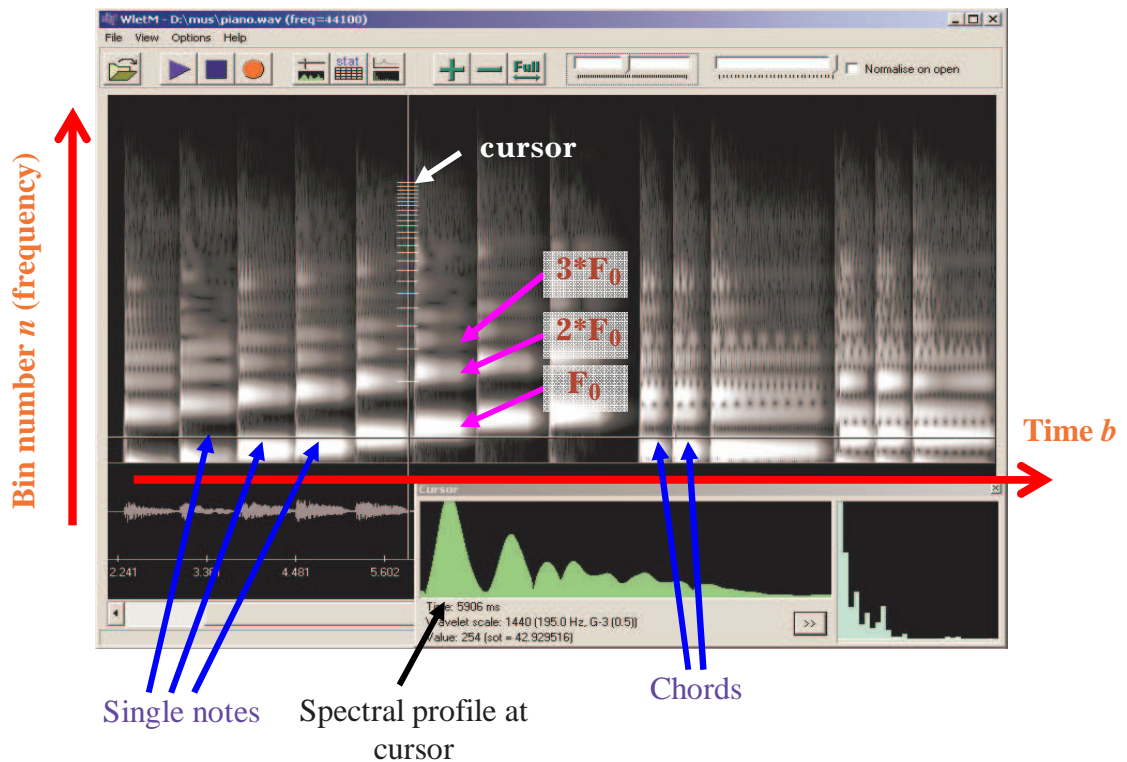 WletM - D:\mus\piano.wav (freq=44100)
File View Options Help
stat
Full
Normalise on open
cursor
Bin number n (frequency)
3*F0
2*F0
F0
Time b
Cursor
2.241 4.481 5.602
Time: 5906 ms
Wavelet scale: 1440 (195.0 Hz, G-3 (0.5))
Value: 254 (sot = 42.929516)
>>
Single notes
Spectral profile at
cursor
Chords